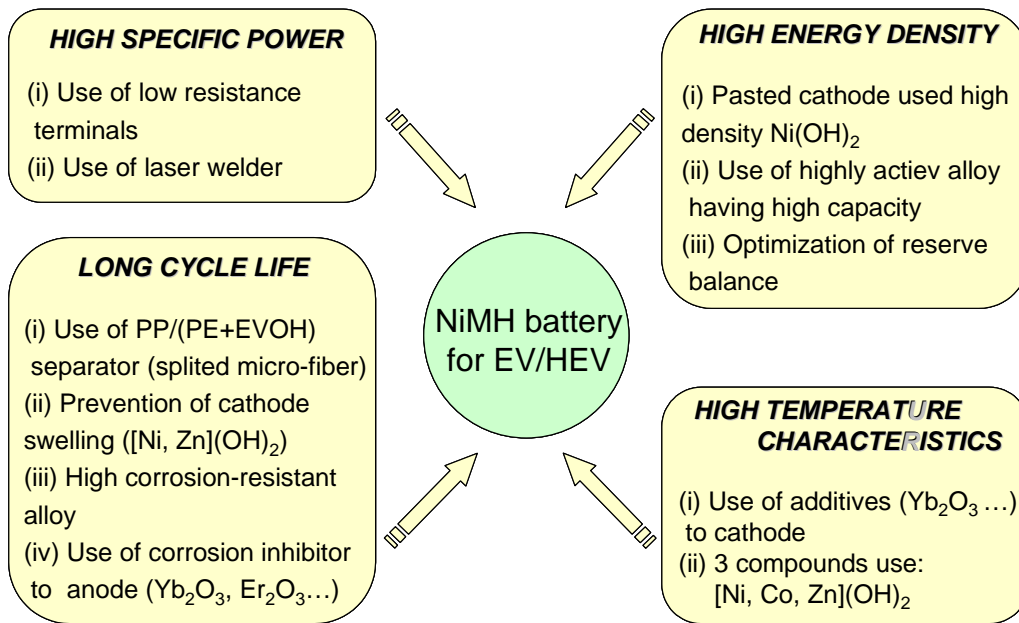 HIGH SPECIFIC POWER
(i) Use of low resistance
terminals
(ii) Use of laser welder
HIGH ENERGY DENSITY
(i) Pasted cathode used high
density Ni(OH)₂
(ii) Use of highly actiev alloy
having high capacity
(iii) Optimization of reserve
balance
LONG CYCLE LIFE
(i) Use of PP/(PE+EVOH)
separator (splited micro-fiber)
(ii) Prevention of cathode
swelling ([Ni, Zn](OH)₂)
(iii) High corrosion-resistant
alloy
(iv) Use of corrosion inhibitor
to anode (Yb₂O₃, Er₂O₃…)
NiMH battery
for EV/HEV
HIGH TEMPERATURE
CHARACTERISTICS
(i) Use of additives (Yb₂O₃ …)
to cathode
(ii) 3 compounds use:
[Ni, Co, Zn](OH)₂